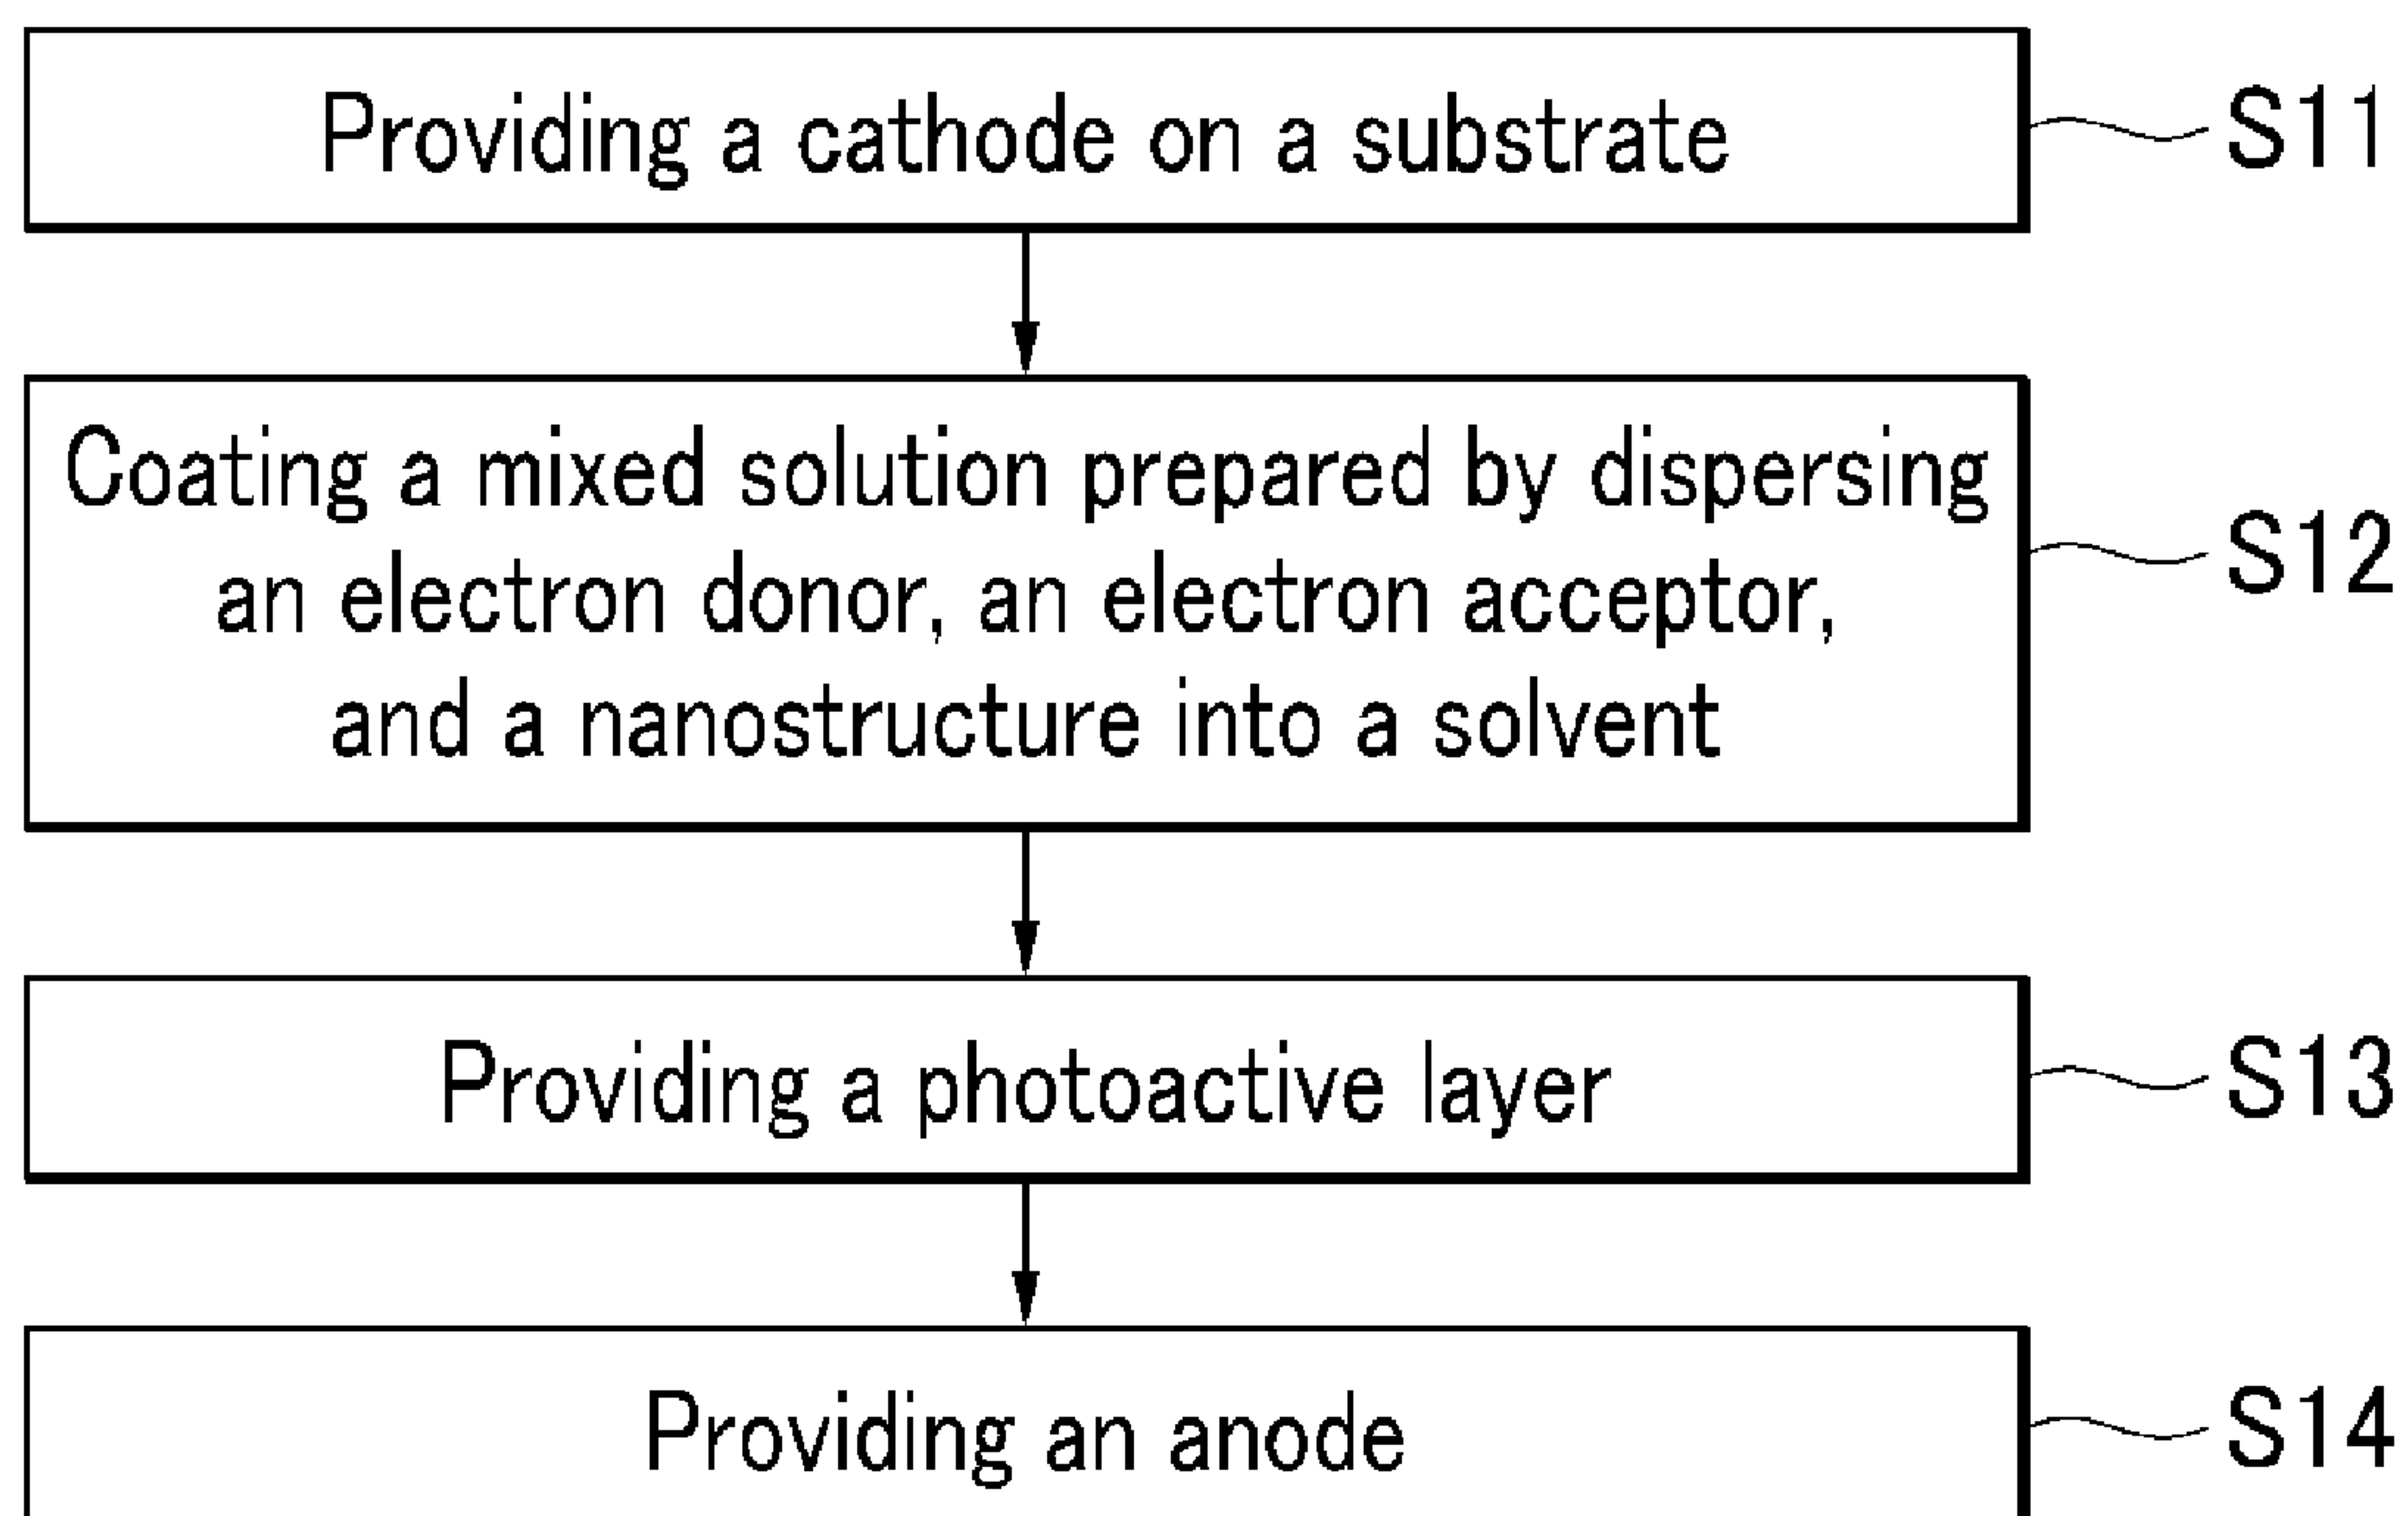 Providing a cathode on a substrate
S11
Coating a mixed solution prepared by dispersing
an electron donor, an electron acceptor,
and a nanostructure into a solvent
S12
Providing a photoactive layer
S13
Providing an anode
S14